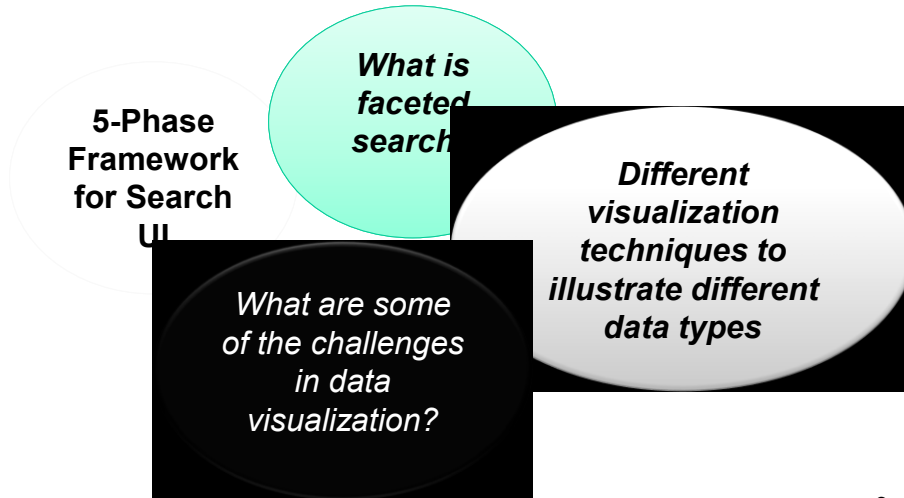 5-Phase
Framework
for Search
UI
What is
faceted
search
Different
visualization
techniques to
illustrate different
data types
What are some
of the challenges
in data
visualization?